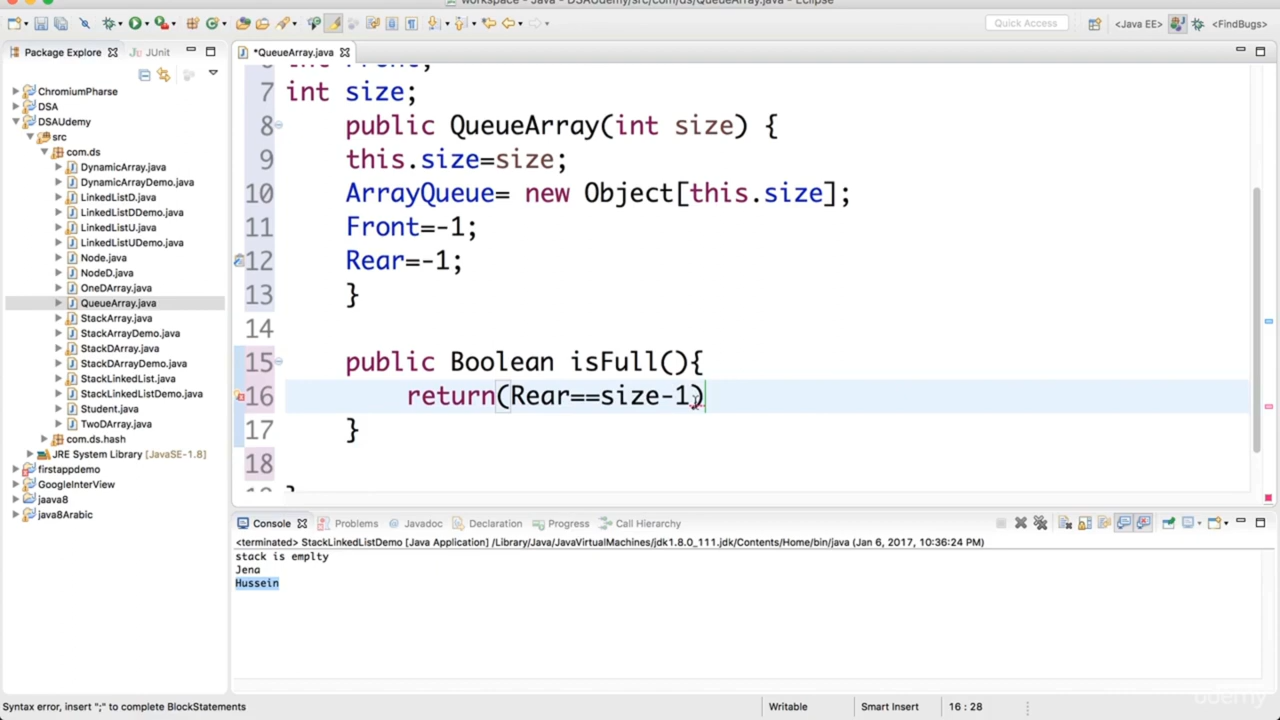 Java - DSAUdemy/src/com/ds/QueueArray.java - Eclipse
Quick Access
<Java EE>
<FindBugs>
Package Explorer
JUnit
*QueueArray.java
ChromiumPharse
DSA
DSAUdemy
src
com.ds
DynamicArray.java
DynamicArrayDemo.java
LinkedListD.java
LinkedListDDemo.java
LinkedListU.java
LinkedListUDemo.java
Node.java
NodeD.java
OneDArray.java
QueueArray.java
StackArray.java
StackArrayDemo.java
StackDArray.java
StackDArrayDemo.java
StackLinkedList.java
StackLinkedListDemo.java
Student.java
TwoDArray.java
com.ds.hash
JRE System Library [JavaSE-1.8]
firstappdemo
GoogleInterView
jaava8
java8Arabic
6 int Front;
7 int size;
8 public QueueArray(int size) {
9 this.size=size;
10 ArrayQueue= new Object[this.size];
11 Front=-1;
12 Rear=-1;
13 }
14
15 public Boolean isFull(){
16 return(Rear==size-1)
17 }
18
19 }
Console
Problems
Javadoc
Declaration
Progress
Call Hierarchy
<terminated> StackLinkedListDemo [Java Application] /Library/Java/JavaVirtualMachines/jdk1.8.0_111.jdk/Contents/Home/bin/java (Jan 6, 2017, 10:36:24 PM)
stack is emplty
Jena
Hussein
Syntax error, insert ";" to complete BlockStatements
Writable
Smart Insert
16 : 28
udemy